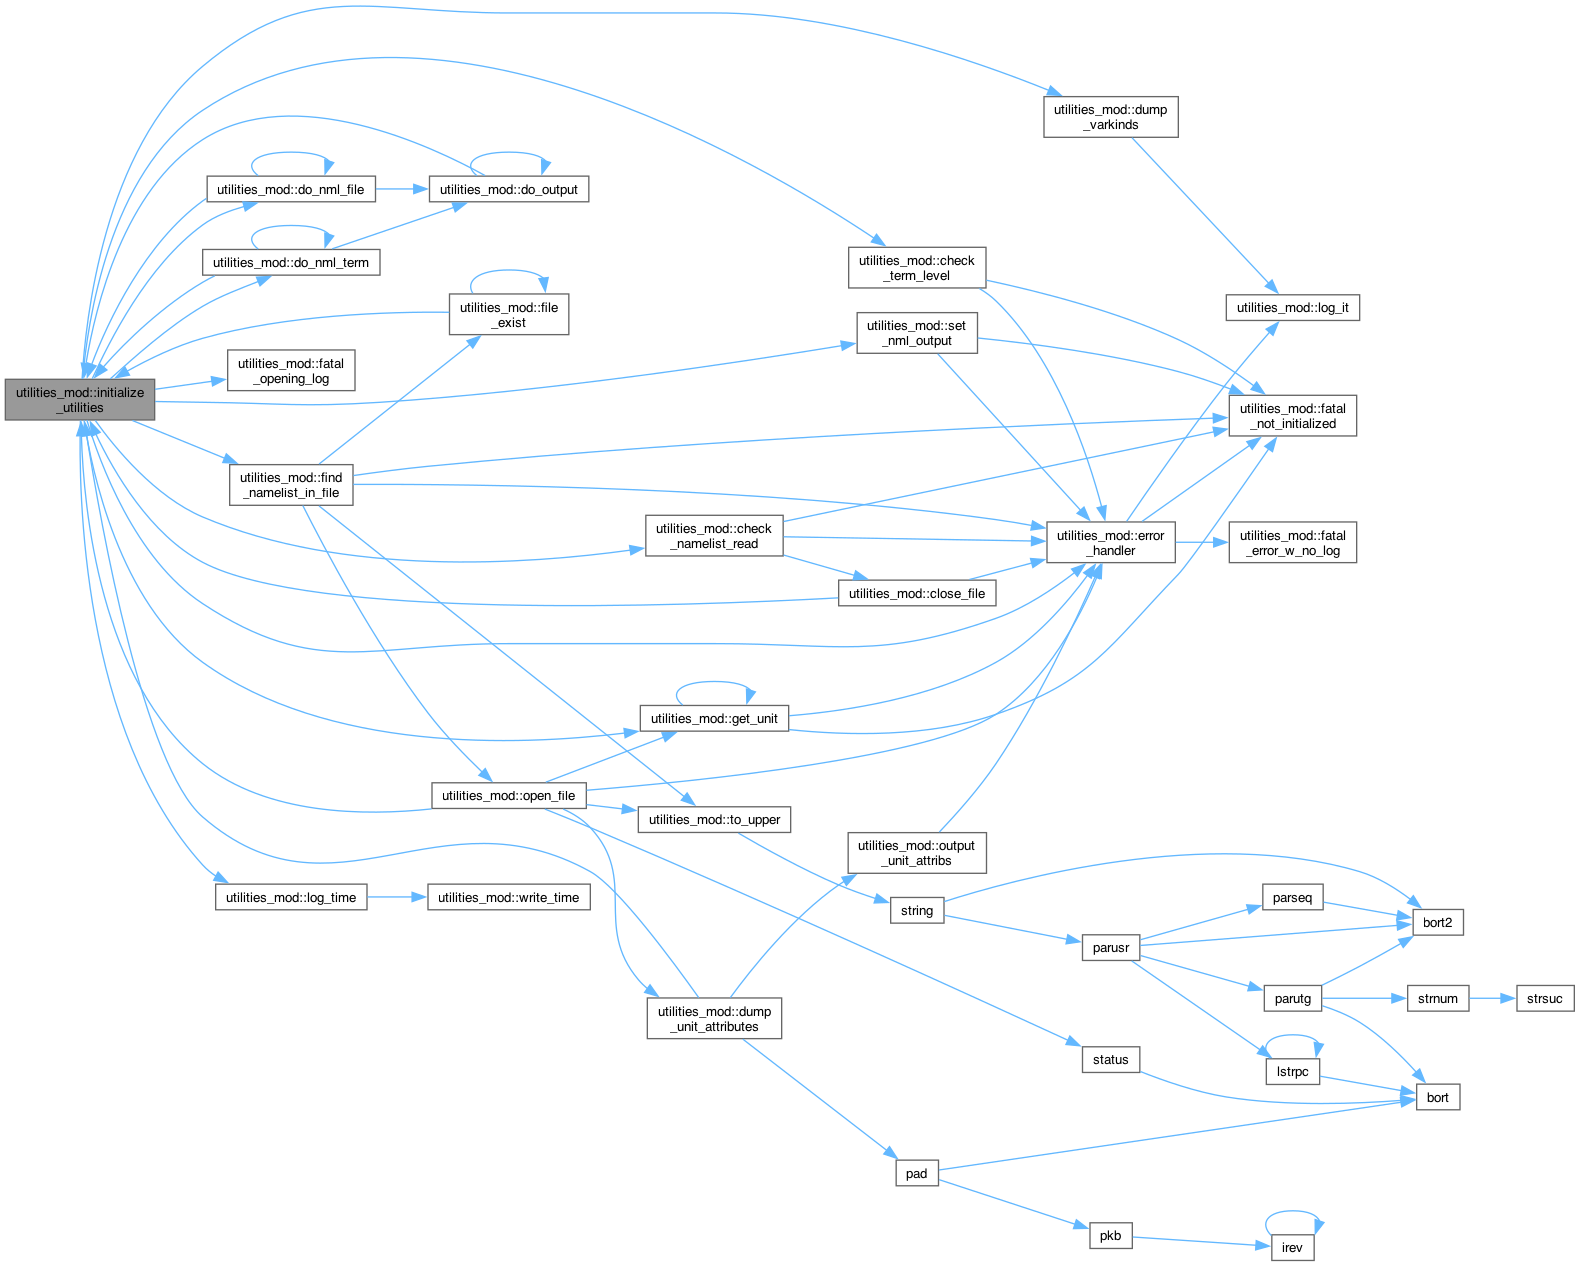 utilities_mod::dump
_varkinds
utilities_mod::do_nml_file
utilities_mod::do_output
utilities_mod::do_nml_term
utilities_mod::check
_term_level
utilities_mod::file
_exist
utilities_mod::log_it
utilities_mod::set
_nml_output
utilities_mod::fatal
_opening_log
utilities_mod::initialize
_utilities
utilities_mod::fatal
_not_initialized
utilities_mod::find
_namelist_in_file
utilities_mod::check
_namelist_read
utilities_mod::error
_handler
utilities_mod::fatal
_error_w_no_log
utilities_mod::close_file
utilities_mod::get_unit
utilities_mod::open_file
utilities_mod::to_upper
utilities_mod::output
_unit_attribs
utilities_mod::log_time
utilities_mod::write_time
string
parseq
bort2
parusr
parutg
strnum
strsuc
utilities_mod::dump
_unit_attributes
status
lstrpc
bort
pad
pkb
irev